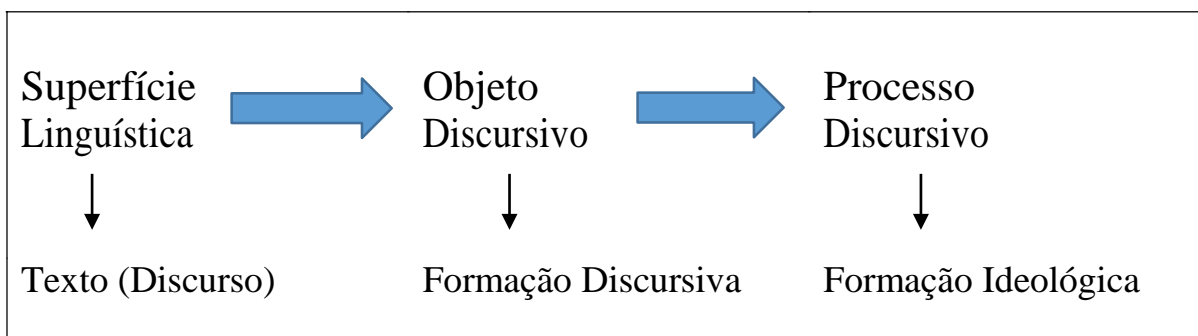 Superfície
Linguística
Objeto
Discursivo
Processo
Discursivo
Texto (Discurso)
Formação Discursiva
Formação Ideológica